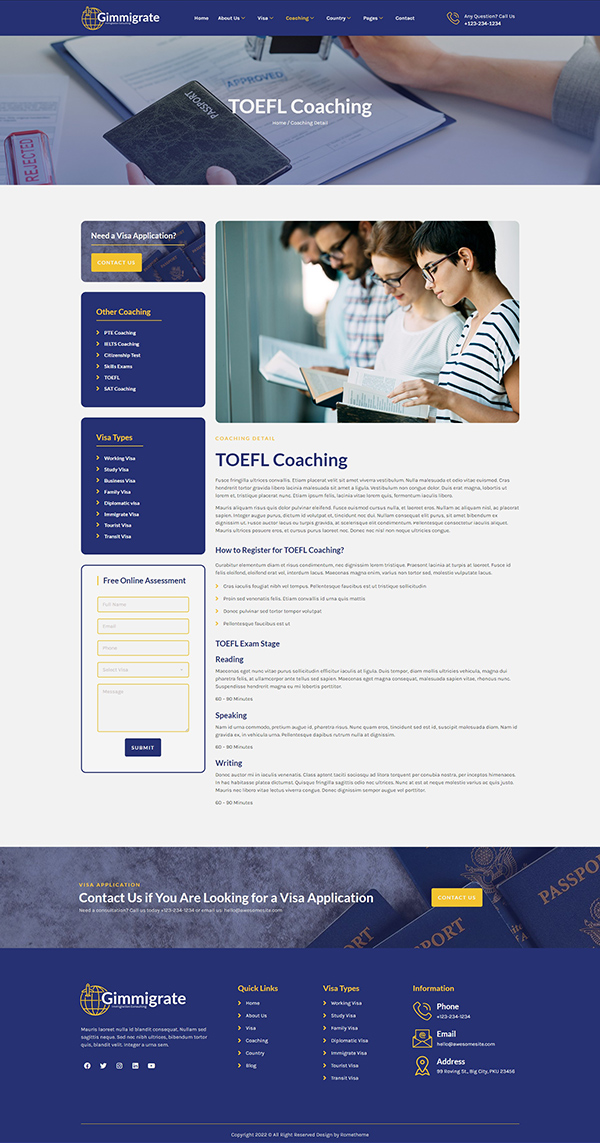 Gimmigrate
Home About Us Visa Coaching Country Pages Contact
Any Question? Call Us
+123-234-1234
APPROVED
PASSPORT
REJECTED
TOEFL Coaching
Home / Coaching Detail
Need a Visa Application?
CONTACT US
Other Coaching
PTE Coaching
IELTS Coaching
Citizenship Test
Skills Exams
TOEFL
SAT Coaching
Visa Types
Working Visa
Study Visa
Business Visa
Family Visa
Diplomatic visa
Immigrate Visa
Tourist Visa
Transit Visa
Free Online Assessment
Full Name
Email
Phone
Select Visa
Message
SUBMIT
COACHING DETAIL
TOEFL Coaching
Fusce fringilla ultrices convallis. Etiam placerat velit sit amet viverra vestibulum. Nulla malesuada et odio vitae euismod. Cras
hendrerit tortor gravida libero lacinia malesuada sit amet a ligula. Vestibulum non congue dolor. Duis erat magna, lobortis ut
lorem et, tristique placerat nunc. Etiam ipsum felis, lacinia vitae lorem quis, fermentum iaculis libero.
Mauris aliquam risus quis dolor eleifend. Fusce euismod cursus nulla, at laoreet eros. Nullam ac aliquam nisl, ac placerat
sapien. Integer augue purus, dictum id volutpat et, tincidunt nec dui. Nullam consequat elit purus, sit amet bibendum ex
dignissim ut. Fusce auctor lacus eu turpis gravida, at scelerisque elit condimentum. Pellentesque consectetur iaculis aliquet.
Mauris ultrices posuere eros, et cursus purus laoreet nec. Donec nec nisl non neque viverra congue.
How to Register for TOEFL Coaching?
Curabitur elementum diam et risus condimentum, nec dignissim lorem tristique. Praesent lacinia at turpis at laoreet. Fusce id
felis eleifend, eleifend erat vel, interdum lacus. Maecenas magna enim, varius non tortor sed, molestie vulputate lacus.
Cras iaculis feugiat nibh vel tempus. Pellentesque faucibus est ut tristique sollicitudin
Proin sed venenatis felis. Etiam convallis id urna quis mattis
Donec pulvinar sed tortor tempor volutpat
Pellentesque faucibus est ut
TOEFL Exam Stage
Reading
Maecenas eget nunc vitae purus sollicitudin efficitur iaculis at ligula. Duis tempor, diam mollis ultricies vehicula, magna dui
pharetra felis, at ullamcorper ante tellus sed sapien. Maecenas eget magna consequat, malesuada sapien vitae, rhoncus nunc.
Suspendisse hendrerit magna eu mi lobortis porttitor.
60 - 90 Minutes
Speaking
Nam id urna commodo, pretium augue id, pharetra risus. Nunc quam eros, tincidunt sed est id, suscipit malesuada diam. Nam id
gravida ex, in vehicula urna. Pellentesque dapibus rutrum nulla at dignissim.
60 - 90 Minutes
Writing
Donec auctor mi in iaculis venenatis. Class aptent taciti sociosqu ad litora torquent per conubia nostra, per inceptos himenaeos.
In hac habitasse platea dictumst. Quisque fringilla sagittis odio nec ultrices. Nunc at est at neque molestie varius ac quis justo.
Mauris nec libero vitae lectus viverra congue. Donec dignissim semper augue vel porttitor.
60 - 90 Minutes
VISA APPLICATION
Contact Us if You Are Looking for a Visa Application
Need a consultation? Call us today +123-234-1234 or email us: hello@awesomesite.com
CONTACT US
PASSPORT
PASSPORT
PORT
Gimmigrate
Mauris laoreet nulla id blandit consequat. Nullam sed
sagittis neque. Sed nec nibh ultrices, bibendum tortor
quis, blandit velit. Integer a urna sem.
Quick Links
Home
About Us
Visa
Coaching
Country
Blog
Visa Types
Working Visa
Study Visa
Family Visa
Diplomatic Visa
Immigrate Visa
Tourist Visa
Transit Visa
Information
Phone
+123-234-1234
Email
hello@awesomesite.com
Address
99 Roving St., Big City, PKU 23456
Copyright 2022 © All Right Reserved Design by Rometheme